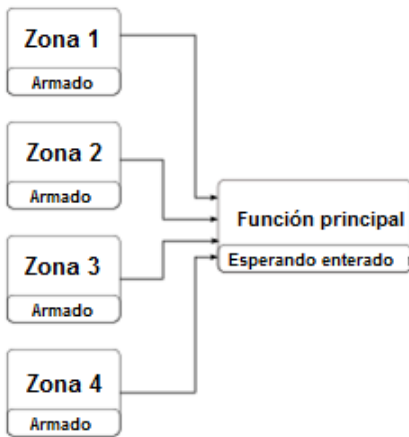 Zona 1
Armado
Zona 2
Armado
Zona 3
Armado
Zona 4
Armado
Función principal
Esperando enterado